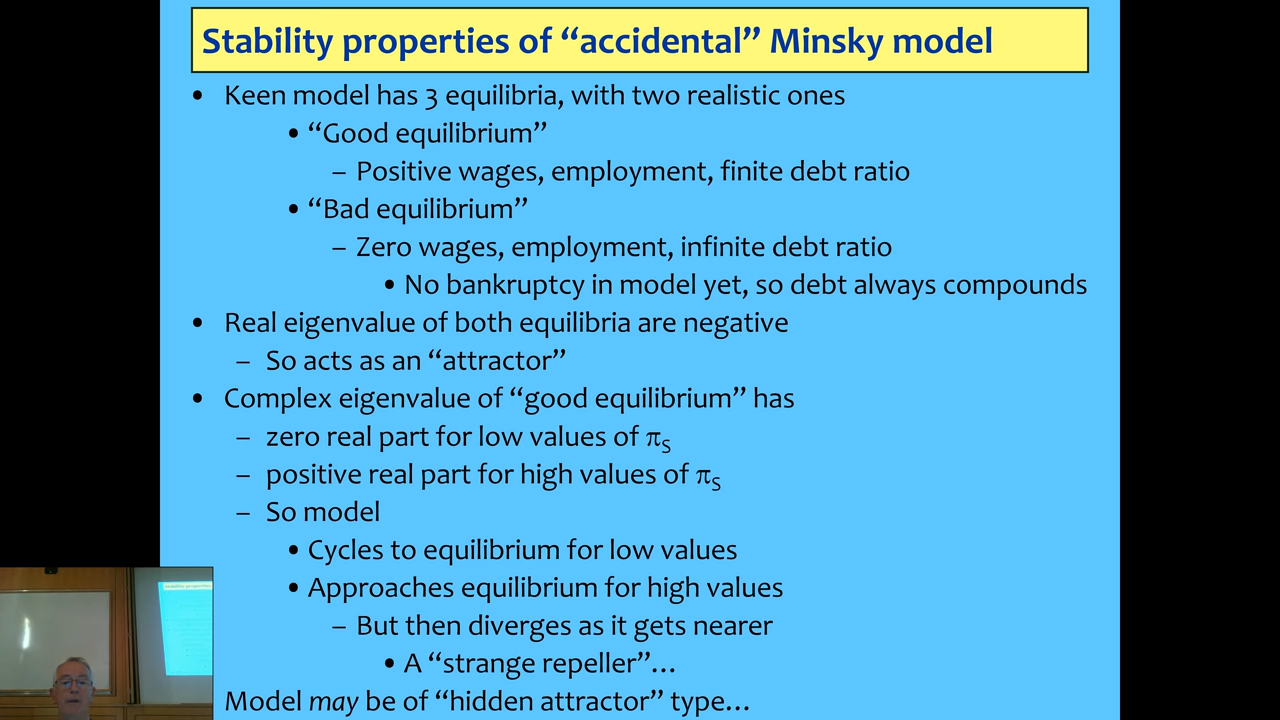 Stability properties of “accidental” Minsky model
• Keen model has 3 equilibria, with two realistic ones
• “Good equilibrium”
– Positive wages, employment, finite debt ratio
• “Bad equilibrium”
– Zero wages, employment, infinite debt ratio
• No bankruptcy in model yet, so debt always compounds
• Real eigenvalue of both equilibria are negative
– So acts as an “attractor”
• Complex eigenvalue of “good equilibrium” has
– zero real part for low values of πS
– positive real part for high values of πS
– So model
• Cycles to equilibrium for low values
• Approaches equilibrium for high values
– But then diverges as it gets nearer
• A “strange repeller”…
Model may be of “hidden attractor” type…